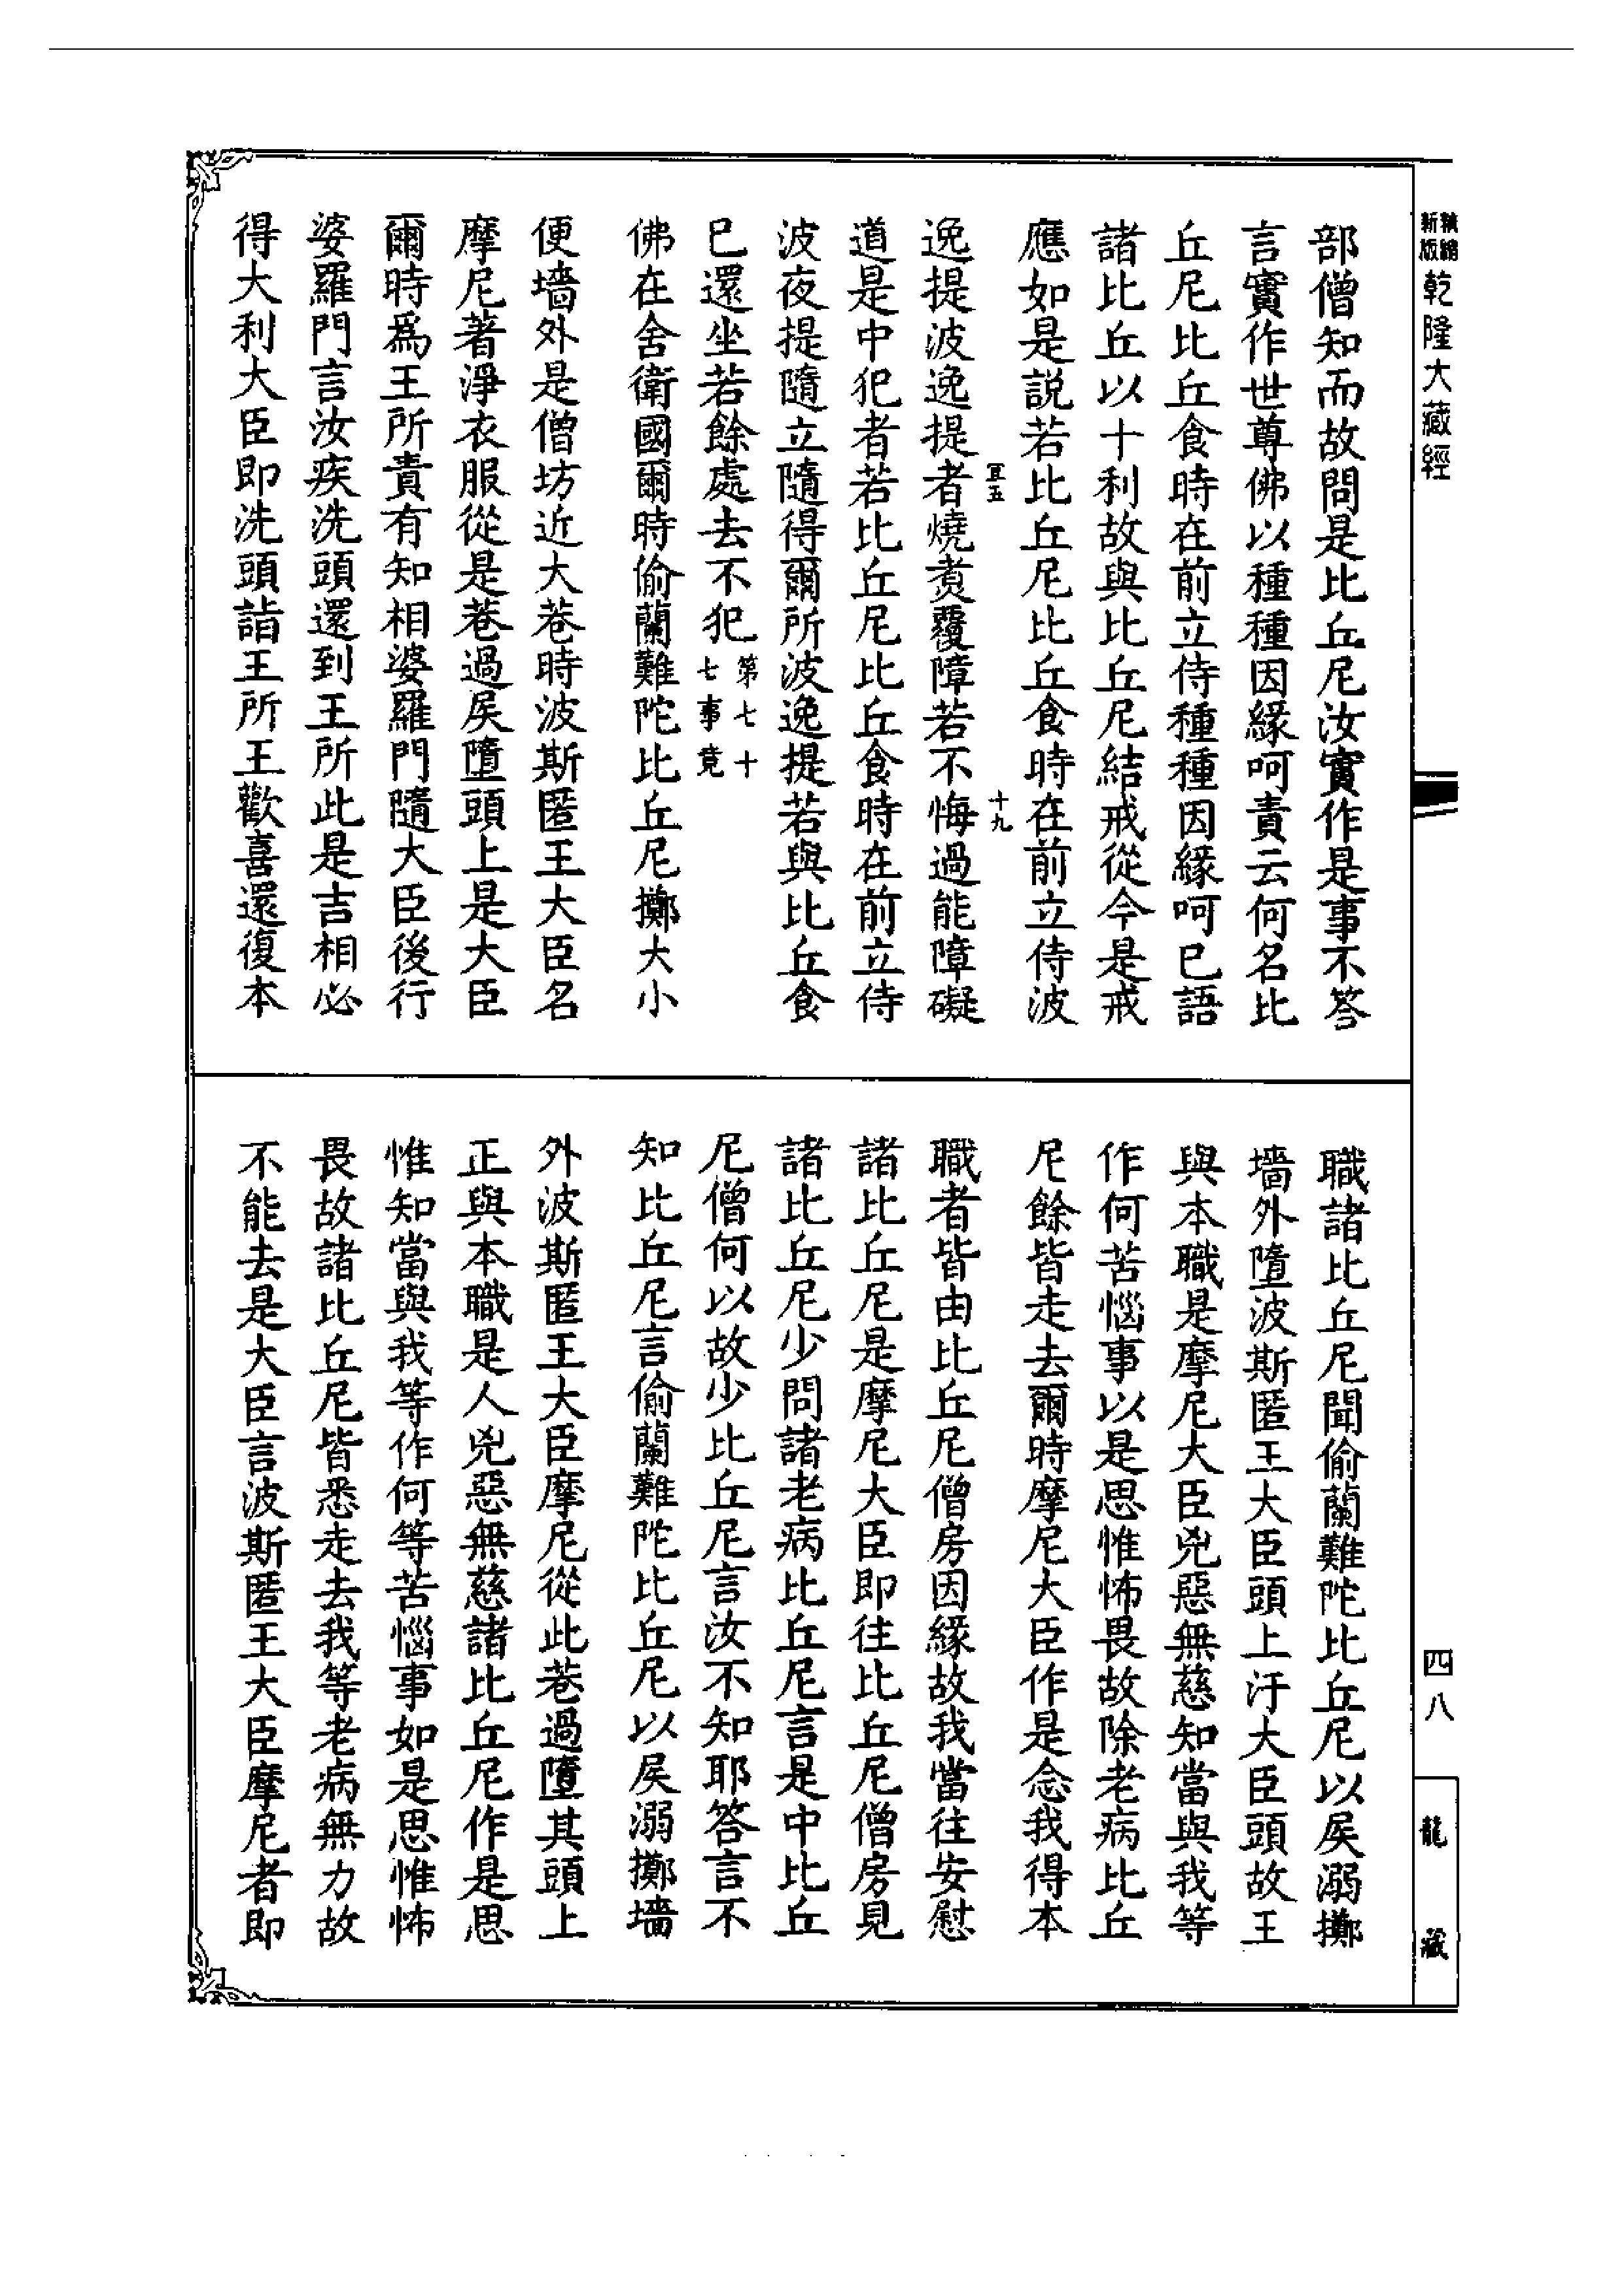 新版精縮乾隆大藏經
部僧知而故問是比丘尼汝實作是事不答
言實作世尊佛以種種因緣呵責云何名比
丘尼比丘食時在前立侍種種因緣呵已語
諸比丘以十利故與比丘尼結戒從今是戒
應如是說若比丘尼比丘食時在前立侍波
宜五 十九
逸提波逸提者燒煑覆障若不悔過能障礙
道是中犯者若比丘尼比丘食時在前立侍
波夜提隨立隨得爾所波逸提若與比丘食
巳還坐若餘處去不犯第七十七事竟
佛在舍衛國爾時偷蘭難陀比丘尼擲大小
便墻外是僧坊近大巷時波斯匿王大臣名
摩尼著淨衣服從是巷過戾墮頭上是大臣
爾時爲王所責有知相婆羅門隨大臣後行
婆羅門言汝疾洗頭還到王所此是吉相必
得大利大臣即洗頭詣王所王歡喜還復本
職諸比丘尼聞偷蘭難陀比丘尼以戾溺擲
墻外墮波斯匿王大臣頭上汙大臣頭故王
與本職是摩尼大臣兇惡無慈知當與我等
作何苦惱事以是思惟怖畏故除老病比丘
尼餘皆走去爾時摩尼大臣作是念我得本
職者皆由比丘尼僧房因緣故我當往安慰
諸比丘尼是摩尼大臣即往比丘尼僧房見
諸比丘尼少問諸老病比丘尼言是中比丘
尼僧何以故少比丘尼言汝不知耶答言不
知比丘尼言偷蘭難陀比丘尼以戾溺擲墻
外波斯匿王大臣摩尼從此巷過墮其頭上
正與本職是人兇惡無慈諸比丘尼作是思
惟知當與我等作何等苦惱事如是思惟怖
畏故諸比丘尼皆悉走去我等老病無力故
不能去是大臣言波斯匿王大臣摩尼者即
四八
龍藏